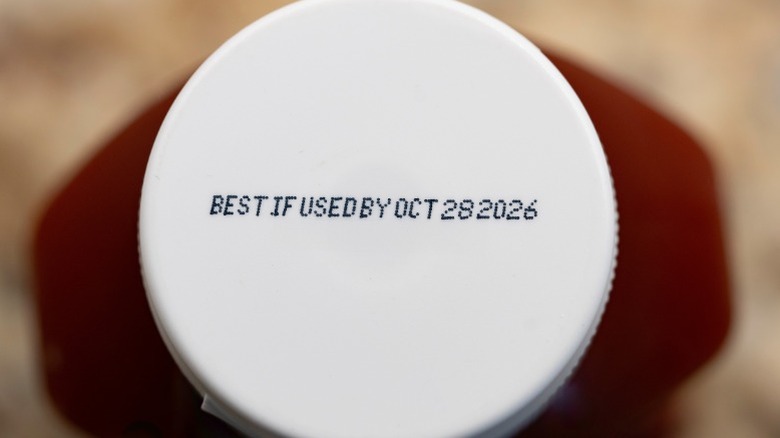 BEST IF USED BY OCT 28 2026